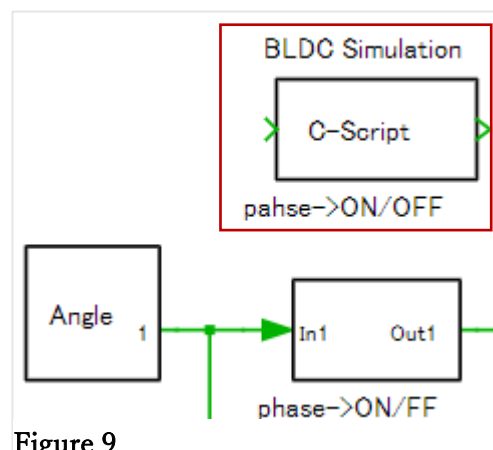 BLDC Simulation
C-Script
pahse->ON/OFF
Angle
1
In1
Out1
phase->ON/FF
Figure 9